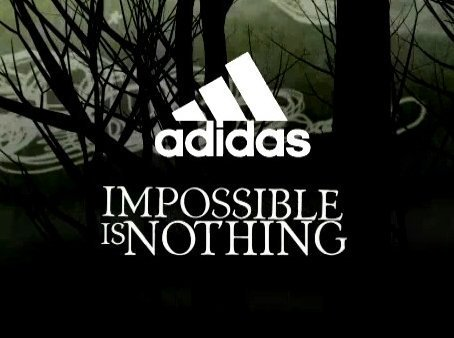 adidas
IMPOSSIBLE
IS NOTHING